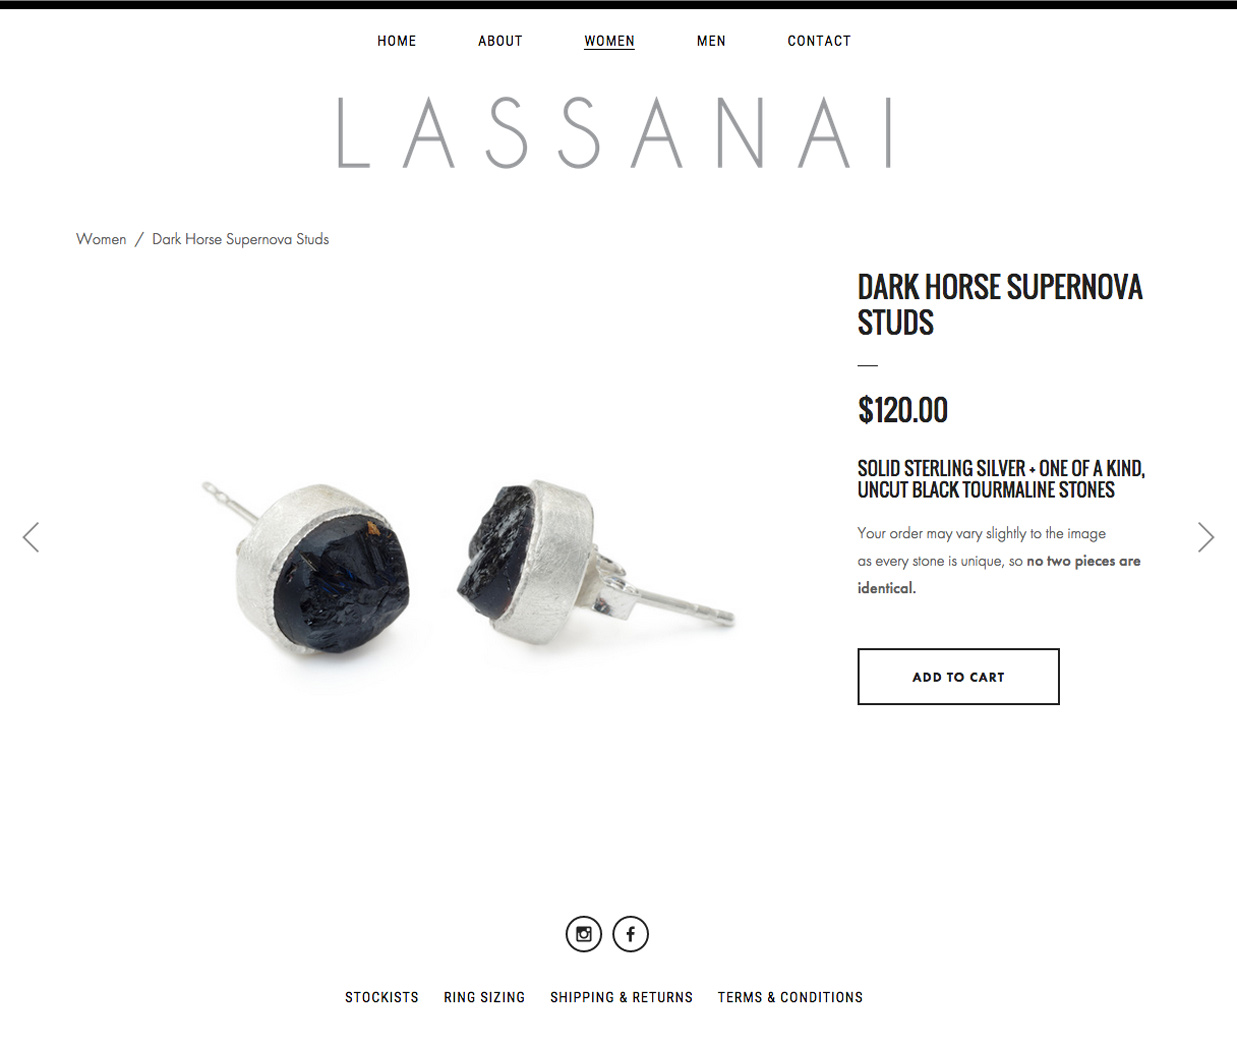 HOME ABOUT WOMEN MEN CONTACT
LASSANAI
Women / Dark Horse Supernova Studs
DARK HORSE SUPERNOVA
STUDS
$120.00
SOLID STERLING SILVER + ONE OF A KIND,
UNCUT BLACK TOURMALINE STONES
Your order may vary slightly to the image
as every stone is unique, so no two pieces are
identical.
ADD TO CART
STOCKISTS RING SIZING SHIPPING & RETURNS TERMS & CONDITIONS